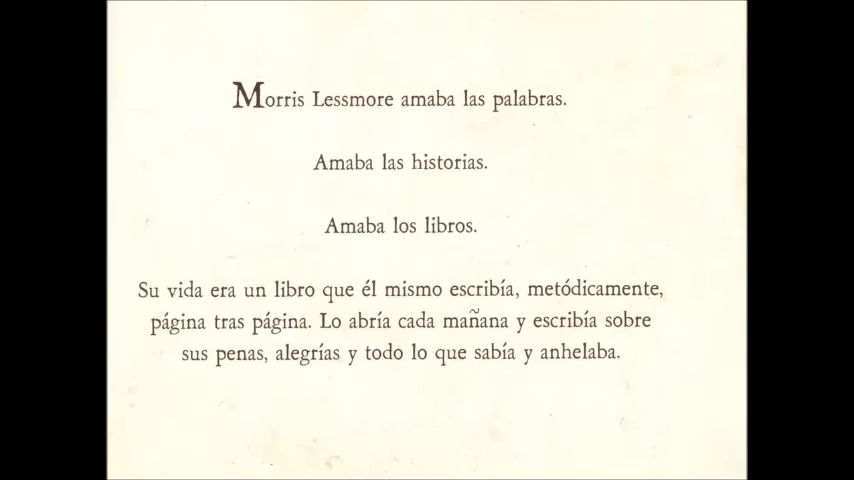 Morris Lessmore amaba las palabras.
Amaba las historias.
Amaba los libros.
Su vida era un libro que él mismo escribía, metódicamente,
página tras página. Lo abría cada mañana y escribía sobre
sus penas, alegrías y todo lo que sabía y anhelaba.